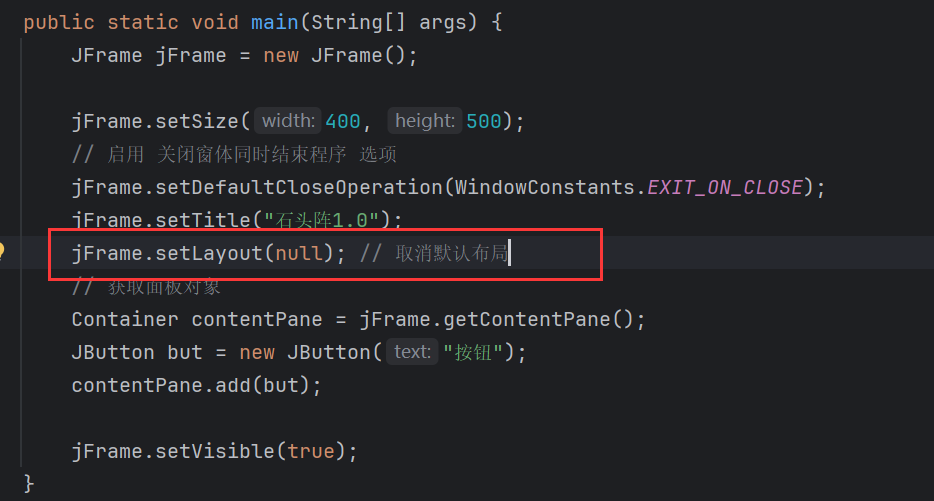 public static void main(String[] args) {
JFrame jFrame = new JFrame();
jFrame.setSize( width: 400, height: 500);
// 启用 关闭窗体同时结束程序 选项
jFrame.setDefaultCloseOperation(WindowConstants.EXIT_ON_CLOSE);
jFrame.setTitle("石头阵1.0");
jFrame.setLayout(null); // 取消默认布局
// 获取面板对象
Container contentPane = jFrame.getContentPane();
JButton but = new JButton( text: "按钮");
contentPane.add(but);
jFrame.setVisible(true);
}